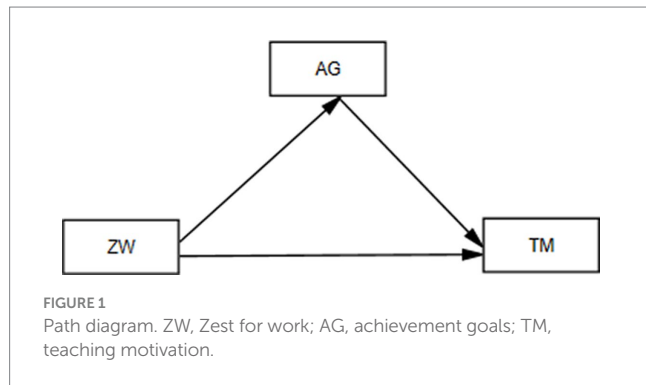 AG
ZW
TM
FIGURE 1
Path diagram. ZW, Zest for work; AG, achievement goals; TM,
teaching motivation.